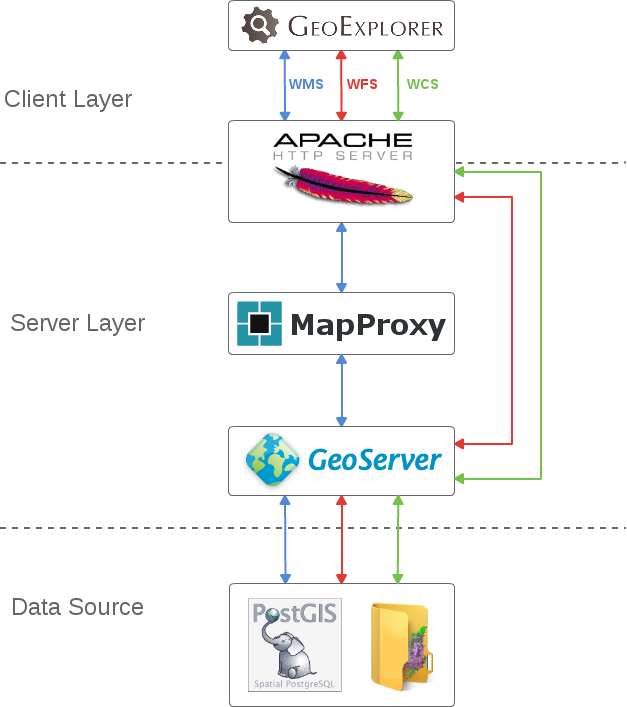 GeoExplorer
WMS WFS WCS
Client Layer
APACHE
HTTP SERVER
Server Layer
MapProxy
GeoServer
Data Source
PostGIS
Spatial PostgreSQL